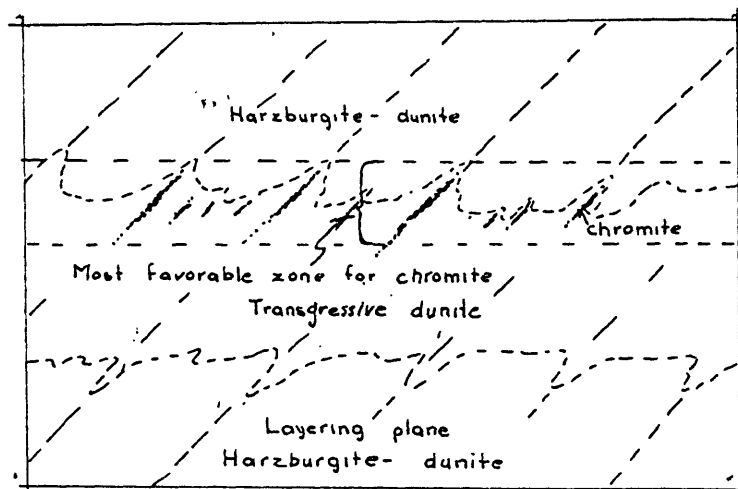 Harzburgite - dunite
chromite
Most favorable zone for chromite
Transgressive dunite
Layering plane
Harzburgite - dunite